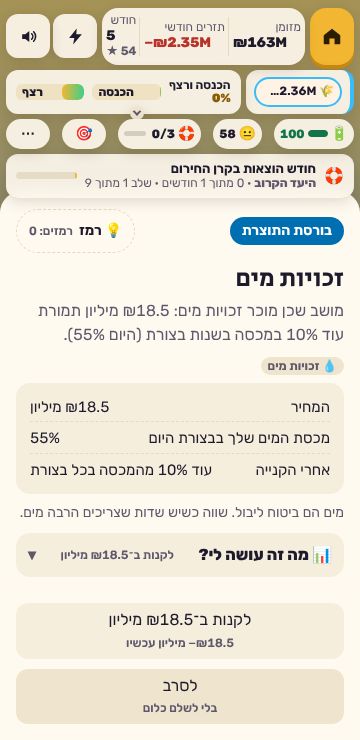 מזומן
₪163M
תזרים חודשי
−₪2.35M
חודש
5
★ 54
...2.36M
הכנסה ורצף
0%
הכנסה
רצף
100
58
0/3
...
חודש הוצאות בקרן החירום
היעד הקרוב · 0 מתוך 1 חודשים · שלב 1 מתוך 9
בורסת התוצרת
רמז
רמזים: 0
זכויות מים
מושב שכן מוכר זכויות מים: ₪18.5 מיליון תמורת
עוד 10% במכסה בשנות בצורת (היום 55%).
זכויות מים
המחיר
₪18.5 מיליון
מכסת המים שלך בבצורת היום
55%
אחרי הקנייה
עוד 10% מהמכסה בכל בצורת
מים הם ביטוח ליבול. שווה כשיש שדות שצריכים הרבה מים.
מה זה עושה לי?
לקנות ב־₪18.5 מיליון
▼
לקנות ב־₪18.5 מיליון
−₪18.5 מיליון עכשיו
לסרב
בלי לשלם כלום